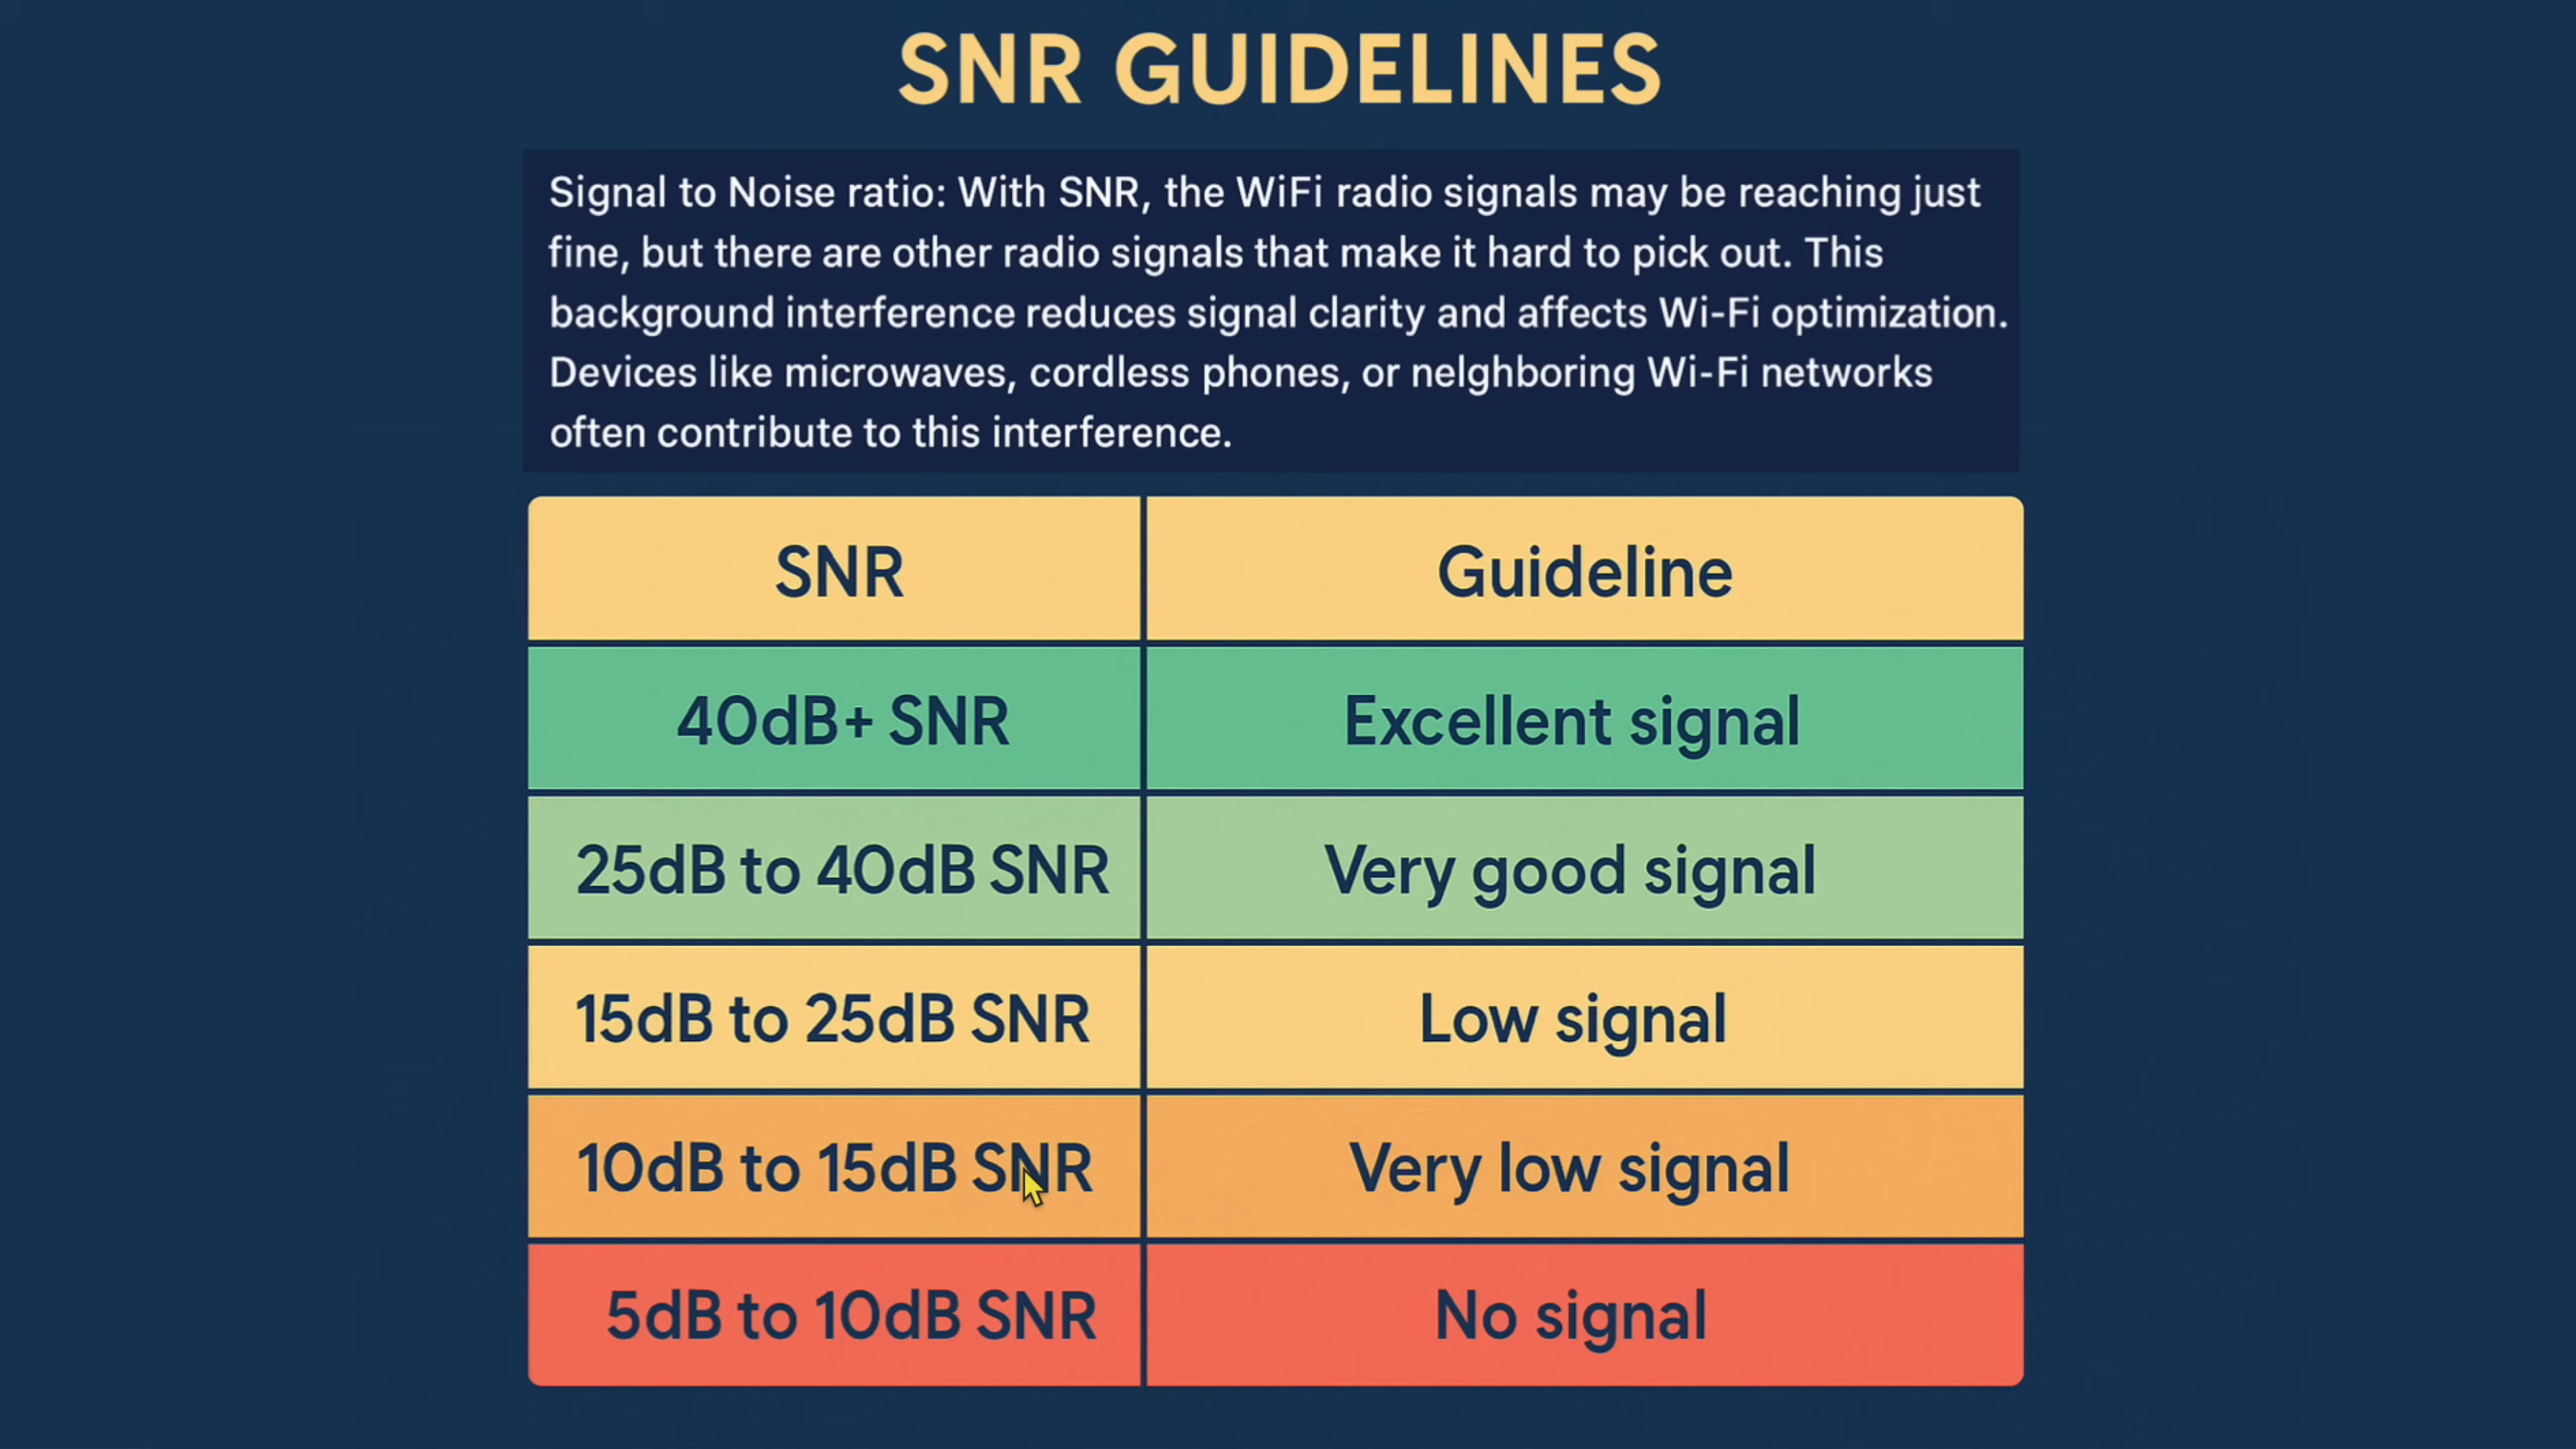 SNR GUIDELINES
Signal to Noise ratio: With SNR, the WiFi radio signals may be reaching just
fine, but there are other radio signals that make it hard to pick out. This
background interference reduces signal clarity and affects Wi-Fi optimization.
Devices like microwaves, cordless phones, or nelghboring Wi-Fi networks
often contribute to this interference.
SNR Guideline
40dB+ SNR Excellent signal
25dB to 40dB SNR Very good signal
15dB to 25dB SNR Low signal
10dB to 15dB SNR Very low signal
5dB to 10dB SNR No signal